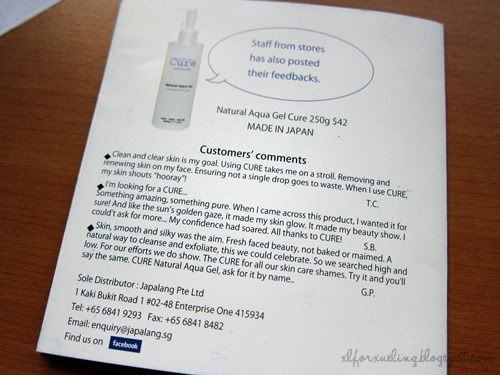 Staff from stores
has also posted
their feedbacks.
Cure
Natural Aqua Gel
Natural Aqua Gel Cure 250g $42
MADE IN JAPAN
Customers' comments
◆Clean and clear skin is my goal. Using CURE takes me on a stroll. Removing and
renewing skin on my face. Ensuring not a single drop goes to waste. When I use CURE,
my skin shouts "hooray"!
T.C.
◆I'm looking for a CURE...
Something amazing, something pure. When I came across this product, I wanted it for
sure! And like the sun's golden gaze, it made my skin glow. It made my beauty show. I
could't ask for more... My confidence had soared. All thanks to CURE!
S.B.
◆Skin, smooth and silky was the aim. Fresh faced beauty, not baked or maimed. A
natural way to cleanse and exfoliate, this we could celebrate. So we searched high and
low. For our efforts we do show. The CURE for all our skin care shames. Try it and you'll
say the same. CURE Natural Aqua Gel, ask for it by name..
G.P.
Sole Distributor : Japalang Pte Ltd
1 Kaki Bukit Road 1 #02-48 Enterprise One 415934
Tel: +65 6841 9293 Fax: +65 6841 8482
Email: enquiry@japalang.sg
Find us on facebook
xlforxueling.blogspot.com